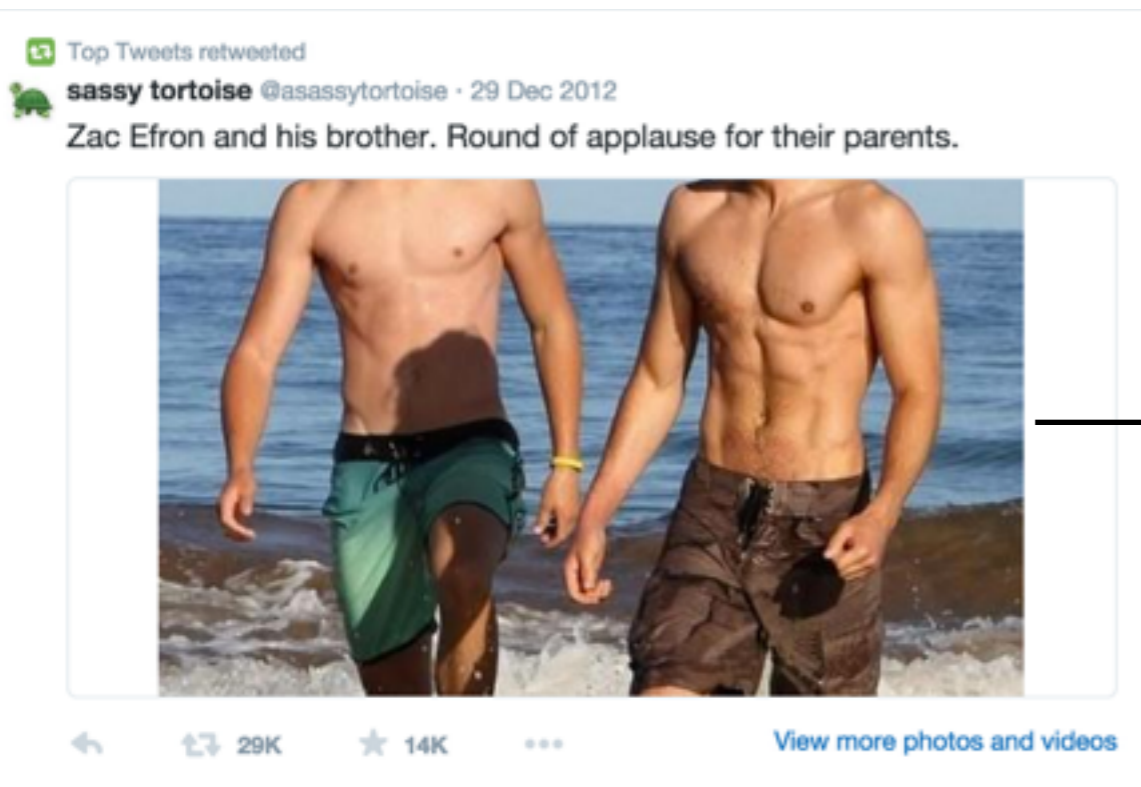 Top Tweets retweeted
sassy tortoise @asassytortoise · 29 Dec 2012
Zac Efron and his brother. Round of applause for their parents.
29K 14K View more photos and videos